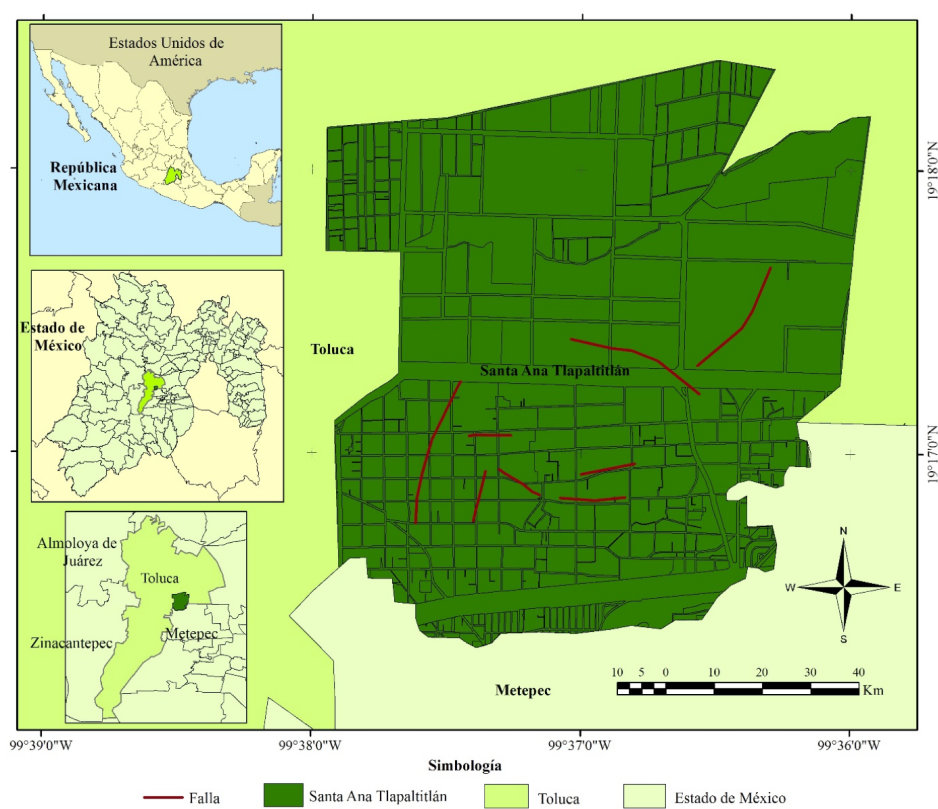 Estados Unidos de
América
República
Mexicana
Estado de
México
Almoloya de
Juárez
Toluca
Zinacantepec
Metepec
Toluca
Santa Ana Tlapaltitlán
Metepec
19°18'0"N
19°17'0"N
N
W
E
S
10 5 0 10 20 30 40
Km
99°39'0"W 99°38'0"W 99°37'0"W 99°36'0"W
Simbología
Falla Santa Ana Tlapaltitlán Toluca Estado de México